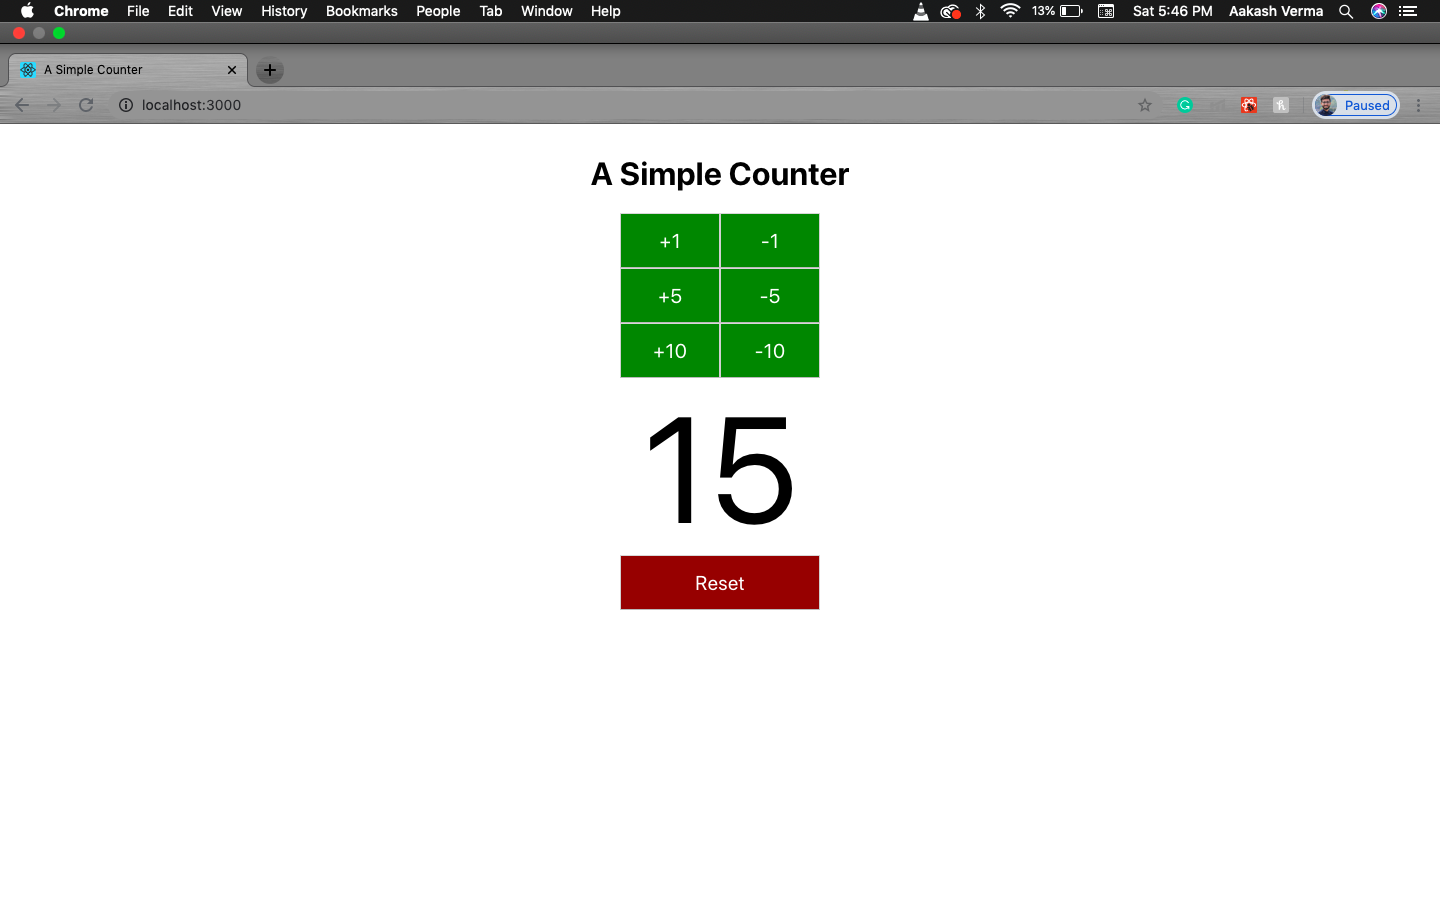 Chrome File Edit View History Bookmarks People Tab Window Help 13% Sat 5:46 PM Aakash Verma
A Simple Counter
localhost:3000 Paused
A Simple Counter
+1 -1
+5 -5
+10 -10
15
Reset